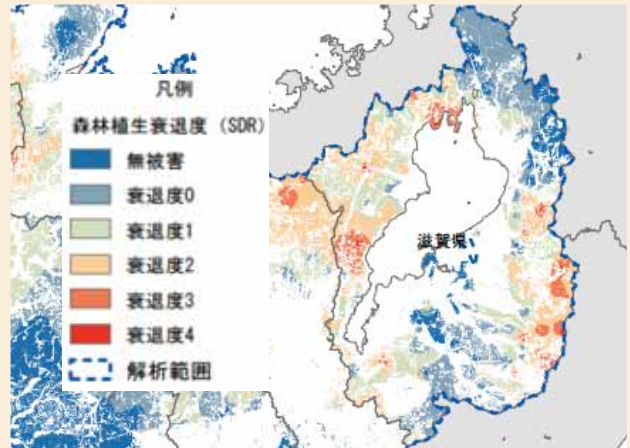 凡例
森林植生衰退度 (SDR)
無被害
衰退度0
衰退度1
衰退度2
衰退度3
衰退度4
解析範囲
滋賀県